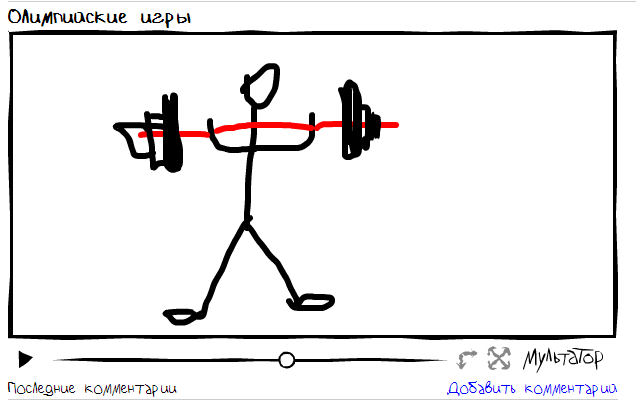 Олимпийские игры
Мультатор
Последние комментарии
Добавить комментарий